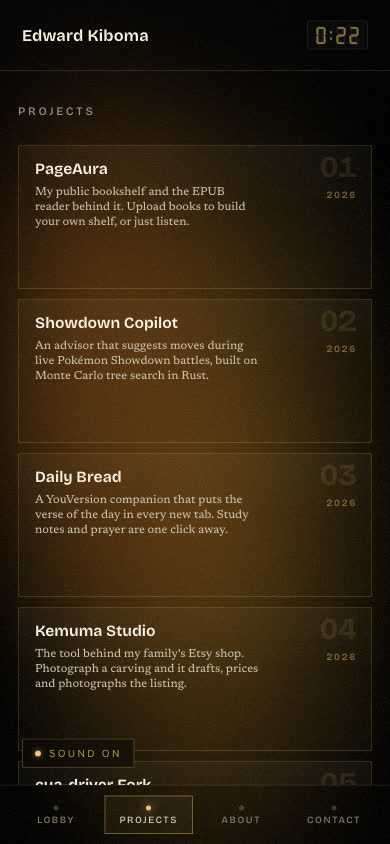 Edward Kiboma
0:22
PROJECTS
PageAura
01
My public bookshelf and the EPUB
2026
reader behind it. Upload books to build
your own shelf, or just listen.
Showdown Copilot
02
An advisor that suggests moves during
2026
live Pokémon Showdown battles, built on
Monte Carlo tree search in Rust.
Daily Bread
03
A YouVersion companion that puts the
2026
verse of the day in every new tab. Study
notes and prayer are one click away.
Kemuma Studio
04
The tool behind my family's Etsy shop.
2026
Photograph a carving and it drafts, prices
and photographs the listing.
SOUND ON
cua-driver Fork
05
LOBBY
PROJECTS
ABOUT
CONTACT